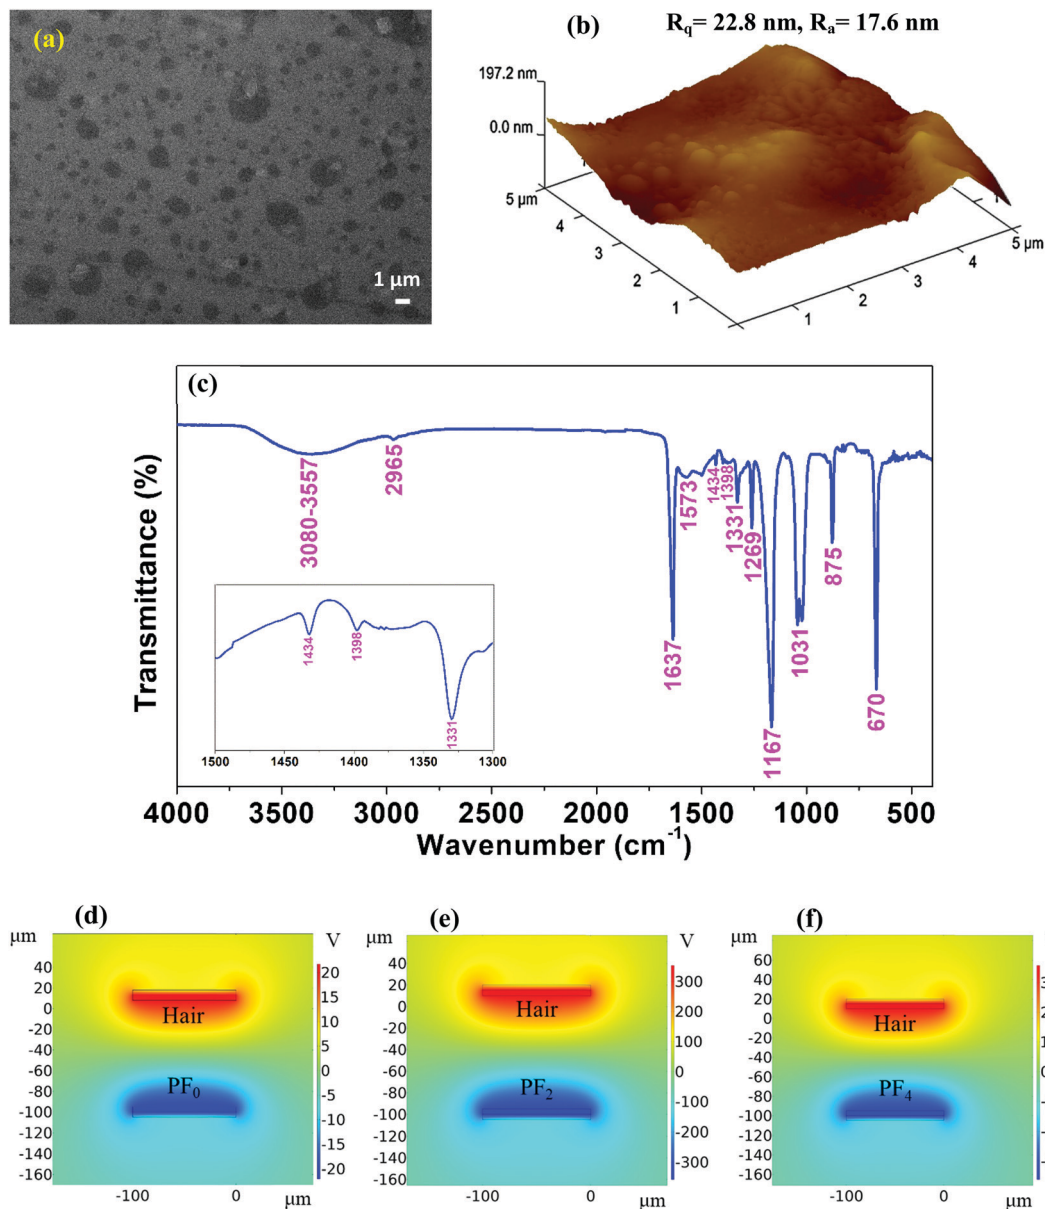 (a)
1 µm
(b)
R_q= 22.8 nm, R_a= 17.6 nm
197.2 nm
0.0 nm
5 µm
4
3
2
1
1
2
3
4
5 µm
(c)
Transmittance (%)
3080-3557
2965
1637
1573
1434
1398
1331
1269
1167
1031
875
670
1434
1398
1331
1500 1450 1400 1350 1300
4000 3500 3000 2500 2000 1500 1000 500
Wavenumber (cm⁻¹)
(d)
µm
V
40
20
0
-20
-40
-60
-80
-100
-120
-140
-160
Hair
PF₀
20
15
10
5
0
-5
-10
-15
-20
-100 0 µm
(e)
µm
V
60
40
20
0
-20
-40
-60
-80
-100
-120
-140
-160
Hair
PF₂
300
200
100
0
-100
-200
-300
-100 0 µm
(f)
µm
60
40
20
0
-20
-40
-60
-80
-100
-120
-140
-160
Hair
PF₄
-100 0 µm